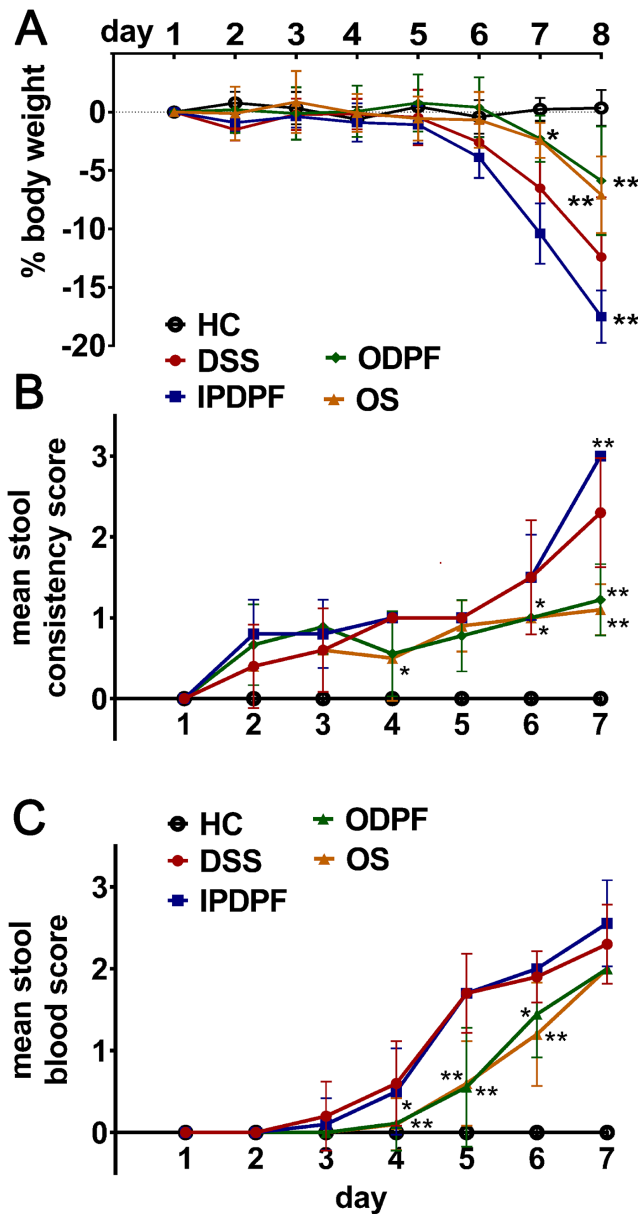 A
day 1 2 3 4 5 6 7 8
% body weight
0
-5
-10
-15
-20
*
**
**
**
HC
DSS
IPDPF
ODPF
OS
B
mean stool
consistency score
3
2
1
0
**
*
*
*
**
**
1 2 3 4 5 6 7
C
HC
DSS
IPDPF
ODPF
OS
mean stool
blood score
3
2
1
0
*
**
**
**
*
**
1 2 3 4 5 6 7
day